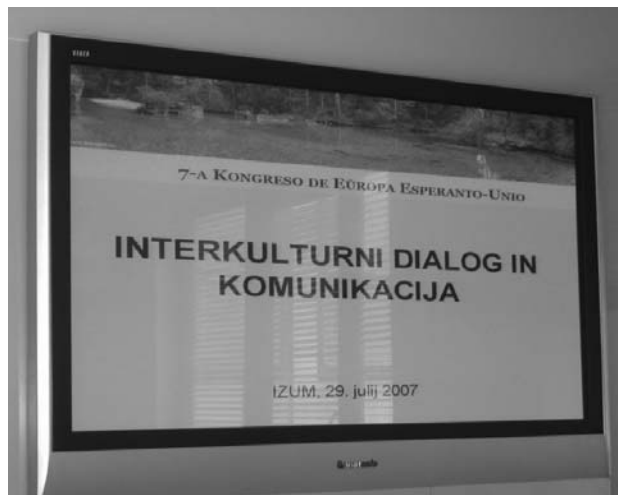 7-A KONGRESO DE EŬROPA ESPERANTO-UNIO
INTERKULTURNI DIALOG IN
KOMUNIKACIJA
IZUM, 29. julij 2007